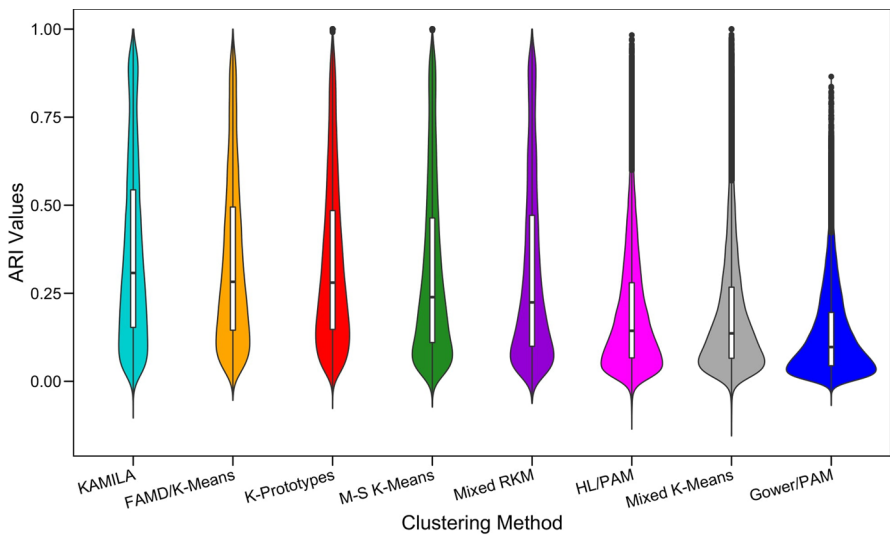 1.00
0.75
0.50
0.25
0.00
ARI Values
KAMILA
FAMD/K-Means
K-Prototypes
M-S K-Means
Mixed RKM
HL/PAM
Mixed K-Means
Gower/PAM
Clustering Method